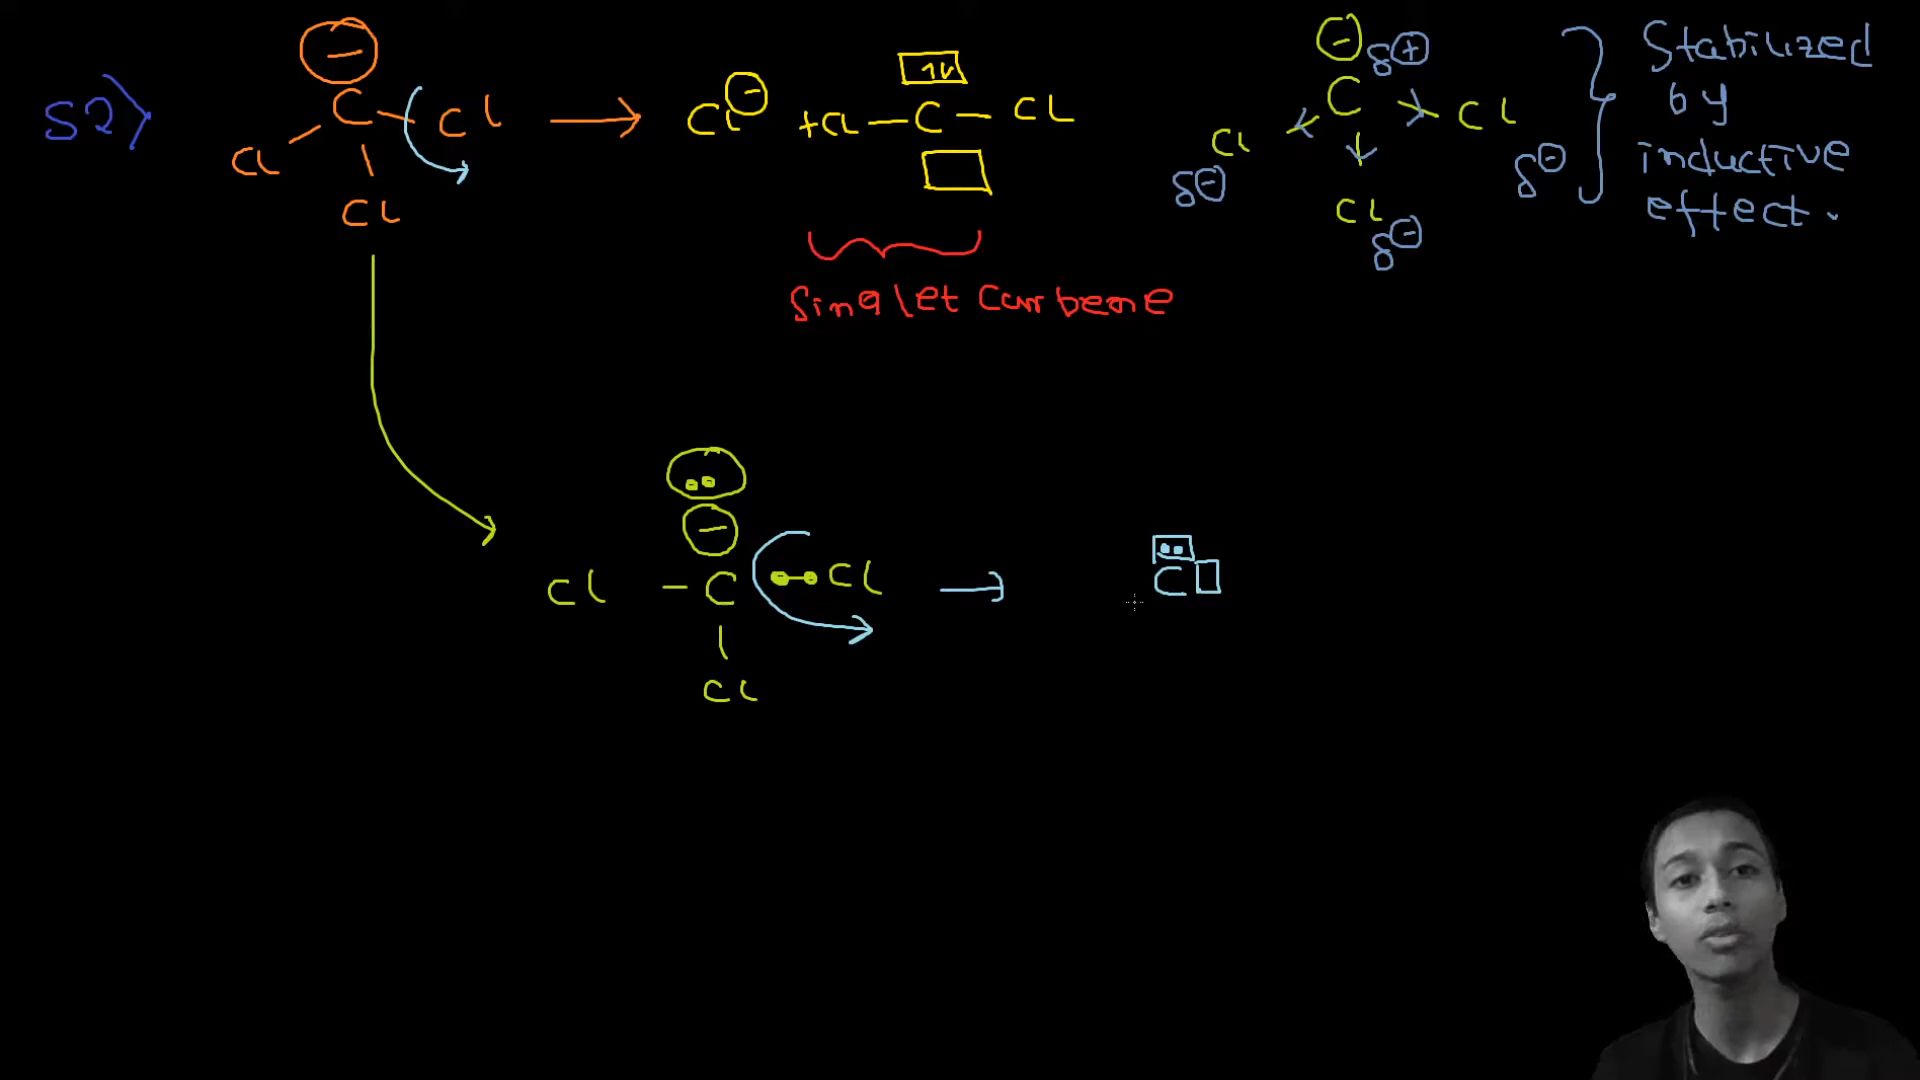 S2)
⊖
C Cl → Cl⊖ + Cl — C — Cl
Cl
Cl
Singlet Carbene
⊖ δ⊕
C
Cl Cl
δ⊖ δ⊖
Cl
δ⊖
Stabilized
by
inductive
effect.
⊖
Cl – C – Cl →
Cl
C